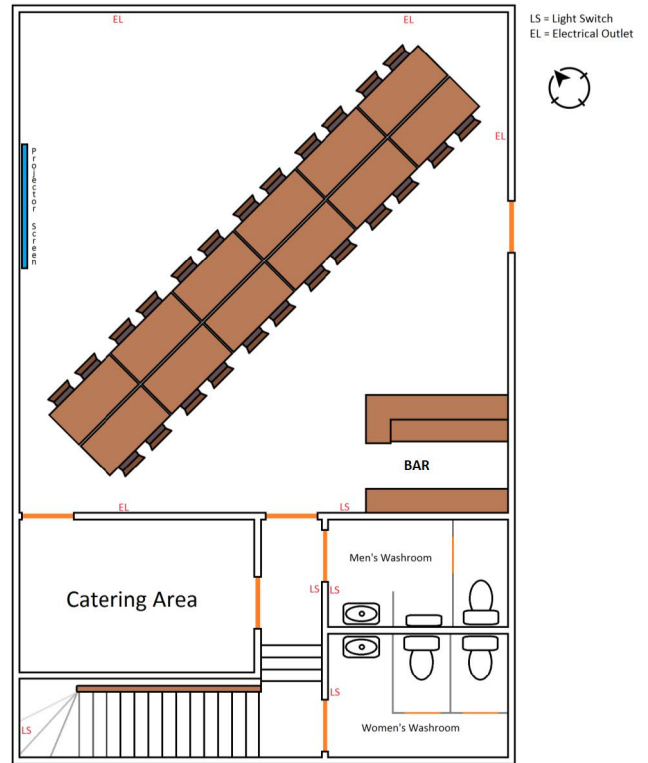 EL
EL
LS = Light Switch
EL = Electrical Outlet
EL
Projector Screen
BAR
EL
LS
Men's Washroom
Catering Area
LS
LS
LS
Women's Washroom
LS